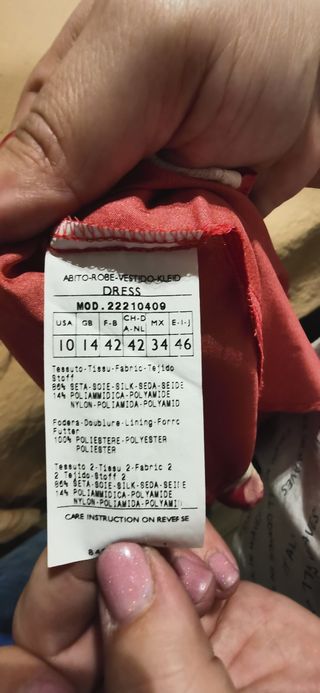 ABITO-ROBE-VESTIDO-KLEID
DRESS
MOD.22210409
USA GB F-B CH-D A-NL MX E-I-J
10 14 42 42 34 46
Tessuto-Tissu-Fabric-Tejido
Stoff
86% SETA-SOIE-SILK-SEDA-SEIDE
14% POLIAMMIDICA-POLYAMIDE
NYLON-POLIAMIDA-POLYAMID
Fodera-Doublure-Lining-Forro
Futter
100% POLIESTERE-POLYESTER
POLIESTER
Tessuto 2-Tissu 2-Fabric 2
2 Tejido-Stoff 2
86% SETA-SOIE-SILK-SEDA-SEIDE
14% POLIAMMIDICA-POLYAMIDE
NYLON-POLIAMIDA-POLYAMID
CARE INSTRUCTION ON REVERSE